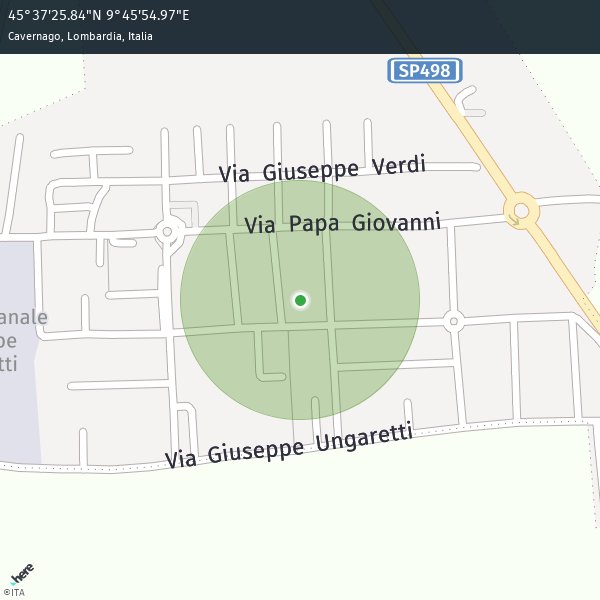 45°37'25.84"N 9°45'54.97"E
Cavernago, Lombardia, Italia
SP498
Via Giuseppe Verdi
Via Papa Giovanni
anale
pe
tti
Via Giuseppe Ungaretti
here
©ITA